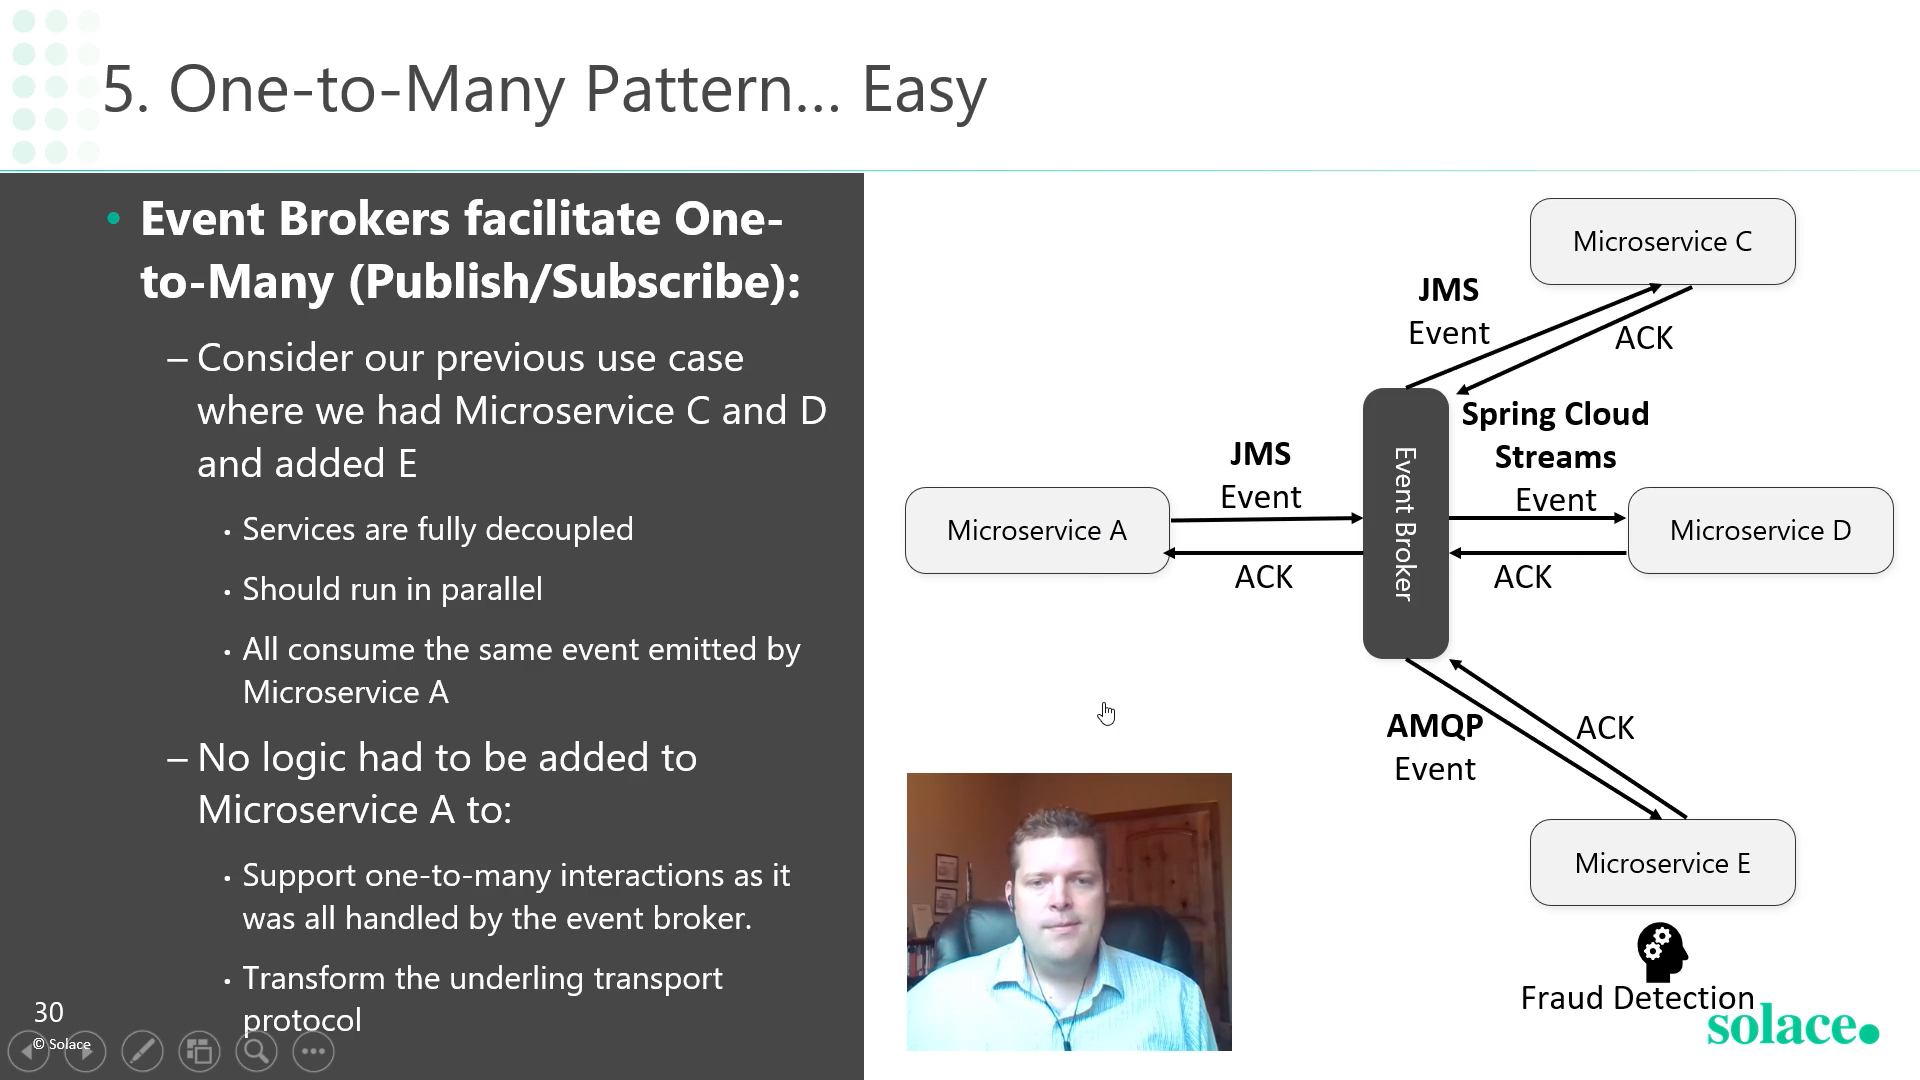 5. One-to-Many Pattern... Easy
• Event Brokers facilitate One-
to-Many (Publish/Subscribe):
– Consider our previous use case
where we had Microservice C and D
and added E
• Services are fully decoupled
• Should run in parallel
• All consume the same event emitted by
Microservice A
– No logic had to be added to
Microservice A to:
• Support one-to-many interactions as it
was all handled by the event broker.
• Transform the underling transport
protocol
30
© Solace
Microservice C
JMS
Event
ACK
Spring Cloud
Streams
Event
JMS
Event
Microservice A
Event Broker
Microservice D
ACK
ACK
AMQP
Event
ACK
Microservice E
Fraud Detection
solace.